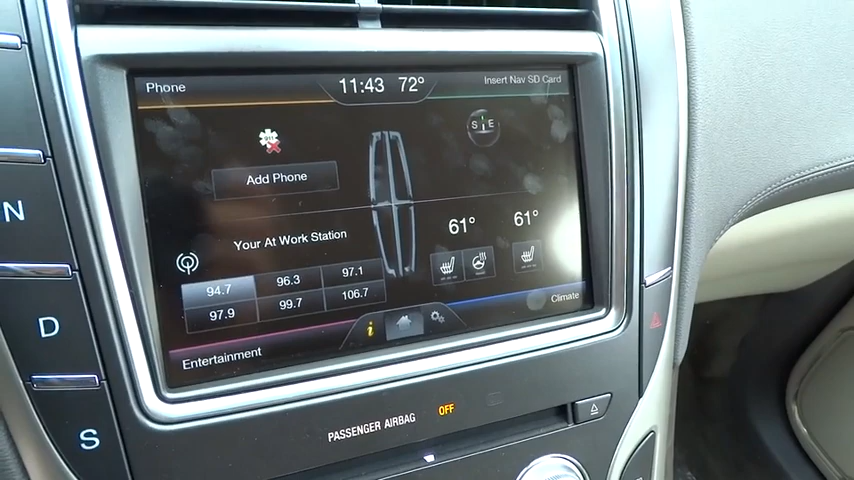 Phone
11:43 72°
Insert Nav SD Card
S E
Add Phone
N
Your At Work Station
61° 61°
94.7 96.3 97.1
97.9 99.7 106.7
D
Climate
i
Entertainment
S
PASSENGER AIRBAG OFF